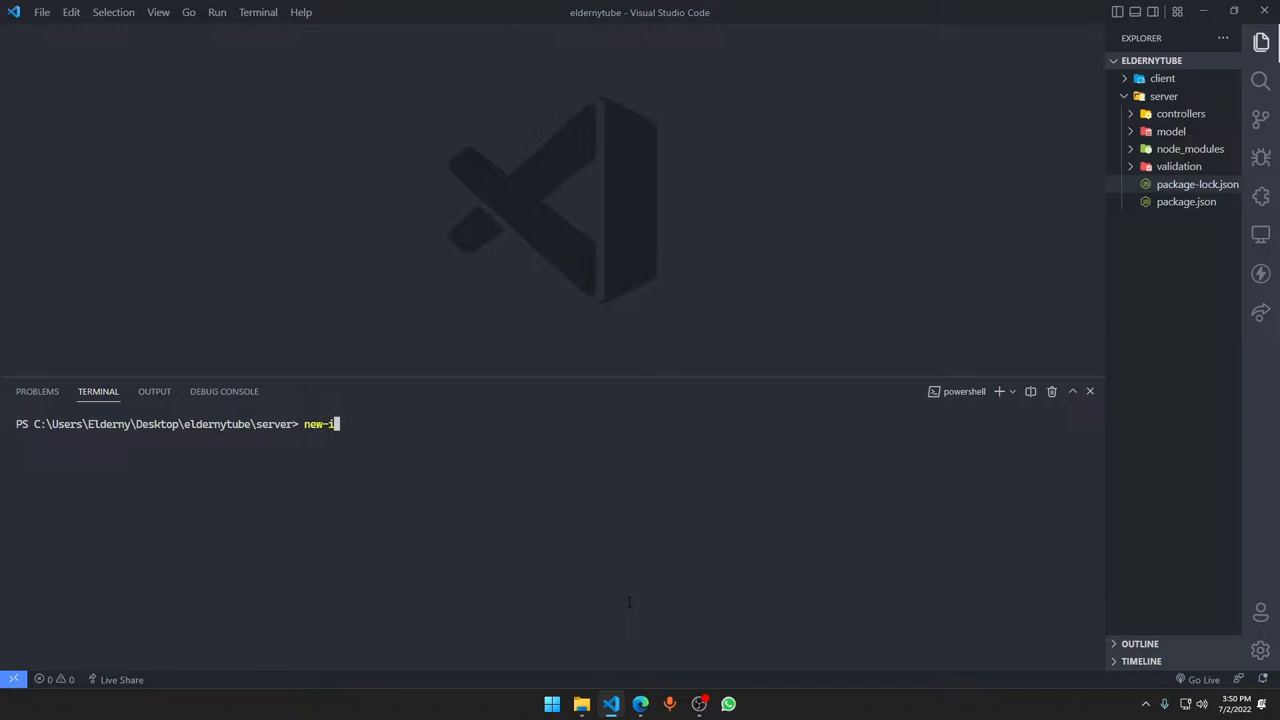 File Edit Selection View Go Run Terminal Help
eldernytube - Visual Studio Code
EXPLORER
ELDERNYTUBE
client
server
controllers
model
node_modules
validation
package-lock.json
package.json
PROBLEMS TERMINAL OUTPUT DEBUG CONSOLE
powershell
PS C:\Users\Elderny\Desktop\eldernytube\server> new-i
OUTLINE
TIMELINE
0 0 Live Share
Go Live
3:50 PM
7/2/2022